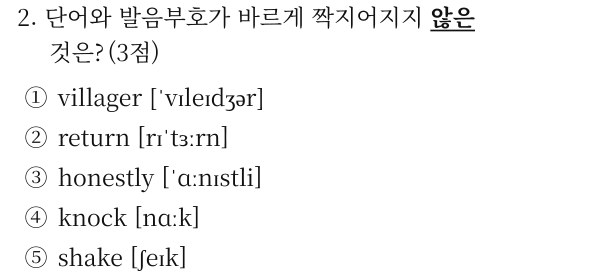 2. 단어와 발음부호가 바르게 짝지어지지 않은
것은? (3점)
① villager [ˈvɪleɪdʒər]
② return [rɪˈtɜːrn]
③ honestly [ˈɑːnɪstli]
④ knock [nɑːk]
⑤ shake [ʃeɪk]